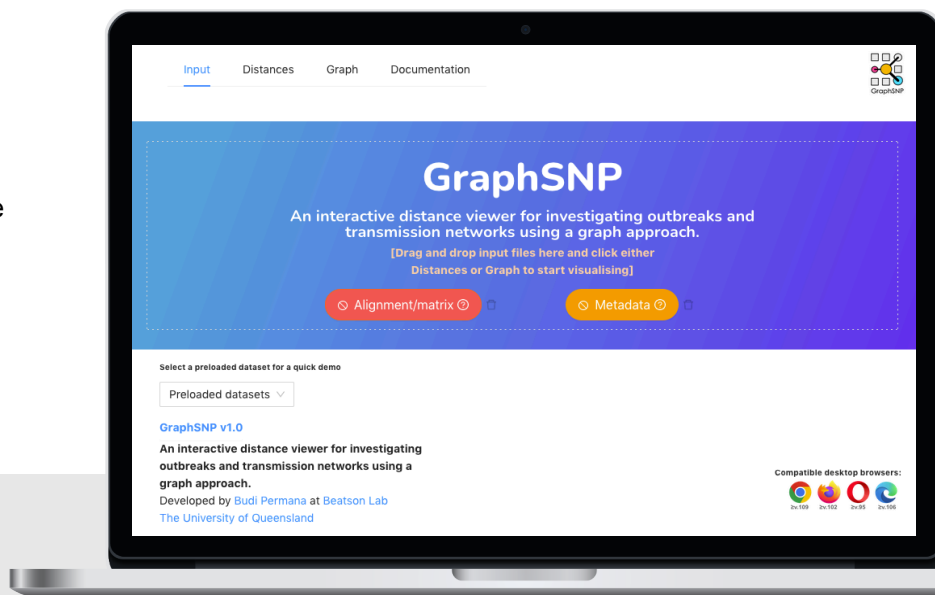 Input Distances Graph Documentation
GraphSNP
e
GraphSNP
An interactive distance viewer for investigating outbreaks and
transmission networks using a graph approach.
[Drag and drop input files here and click either
Distances or Graph to start visualising]
Alignment/matrix
Metadata
Select a preloaded dataset for a quick demo
Preloaded datasets
GraphSNP v1.0
An interactive distance viewer for investigating
outbreaks and transmission networks using a
graph approach.
Developed by Budi Permana at Beatson Lab
The University of Queensland
Compatible desktop browsers:
≥v.109 ≥v.102 ≥v.95 ≥v.106